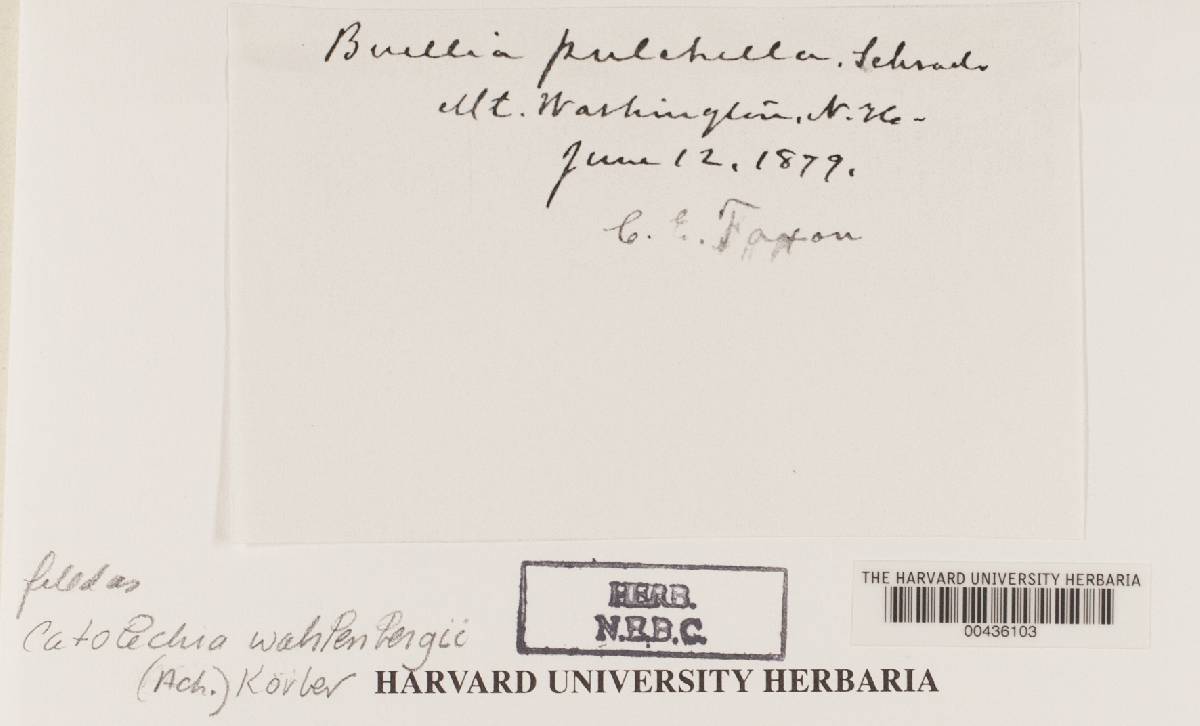 Buellia pulchella. Schrad.
Mt. Washington, N.H.
June 12, 1879.
C. E. Faxon
filed as
Catolechia wahlenbergii
(Ach.) Körber
HERB.
N.E.B.C.
THE HARVARD UNIVERSITY HERBARIA
00436103
HARVARD UNIVERSITY HERBARIA